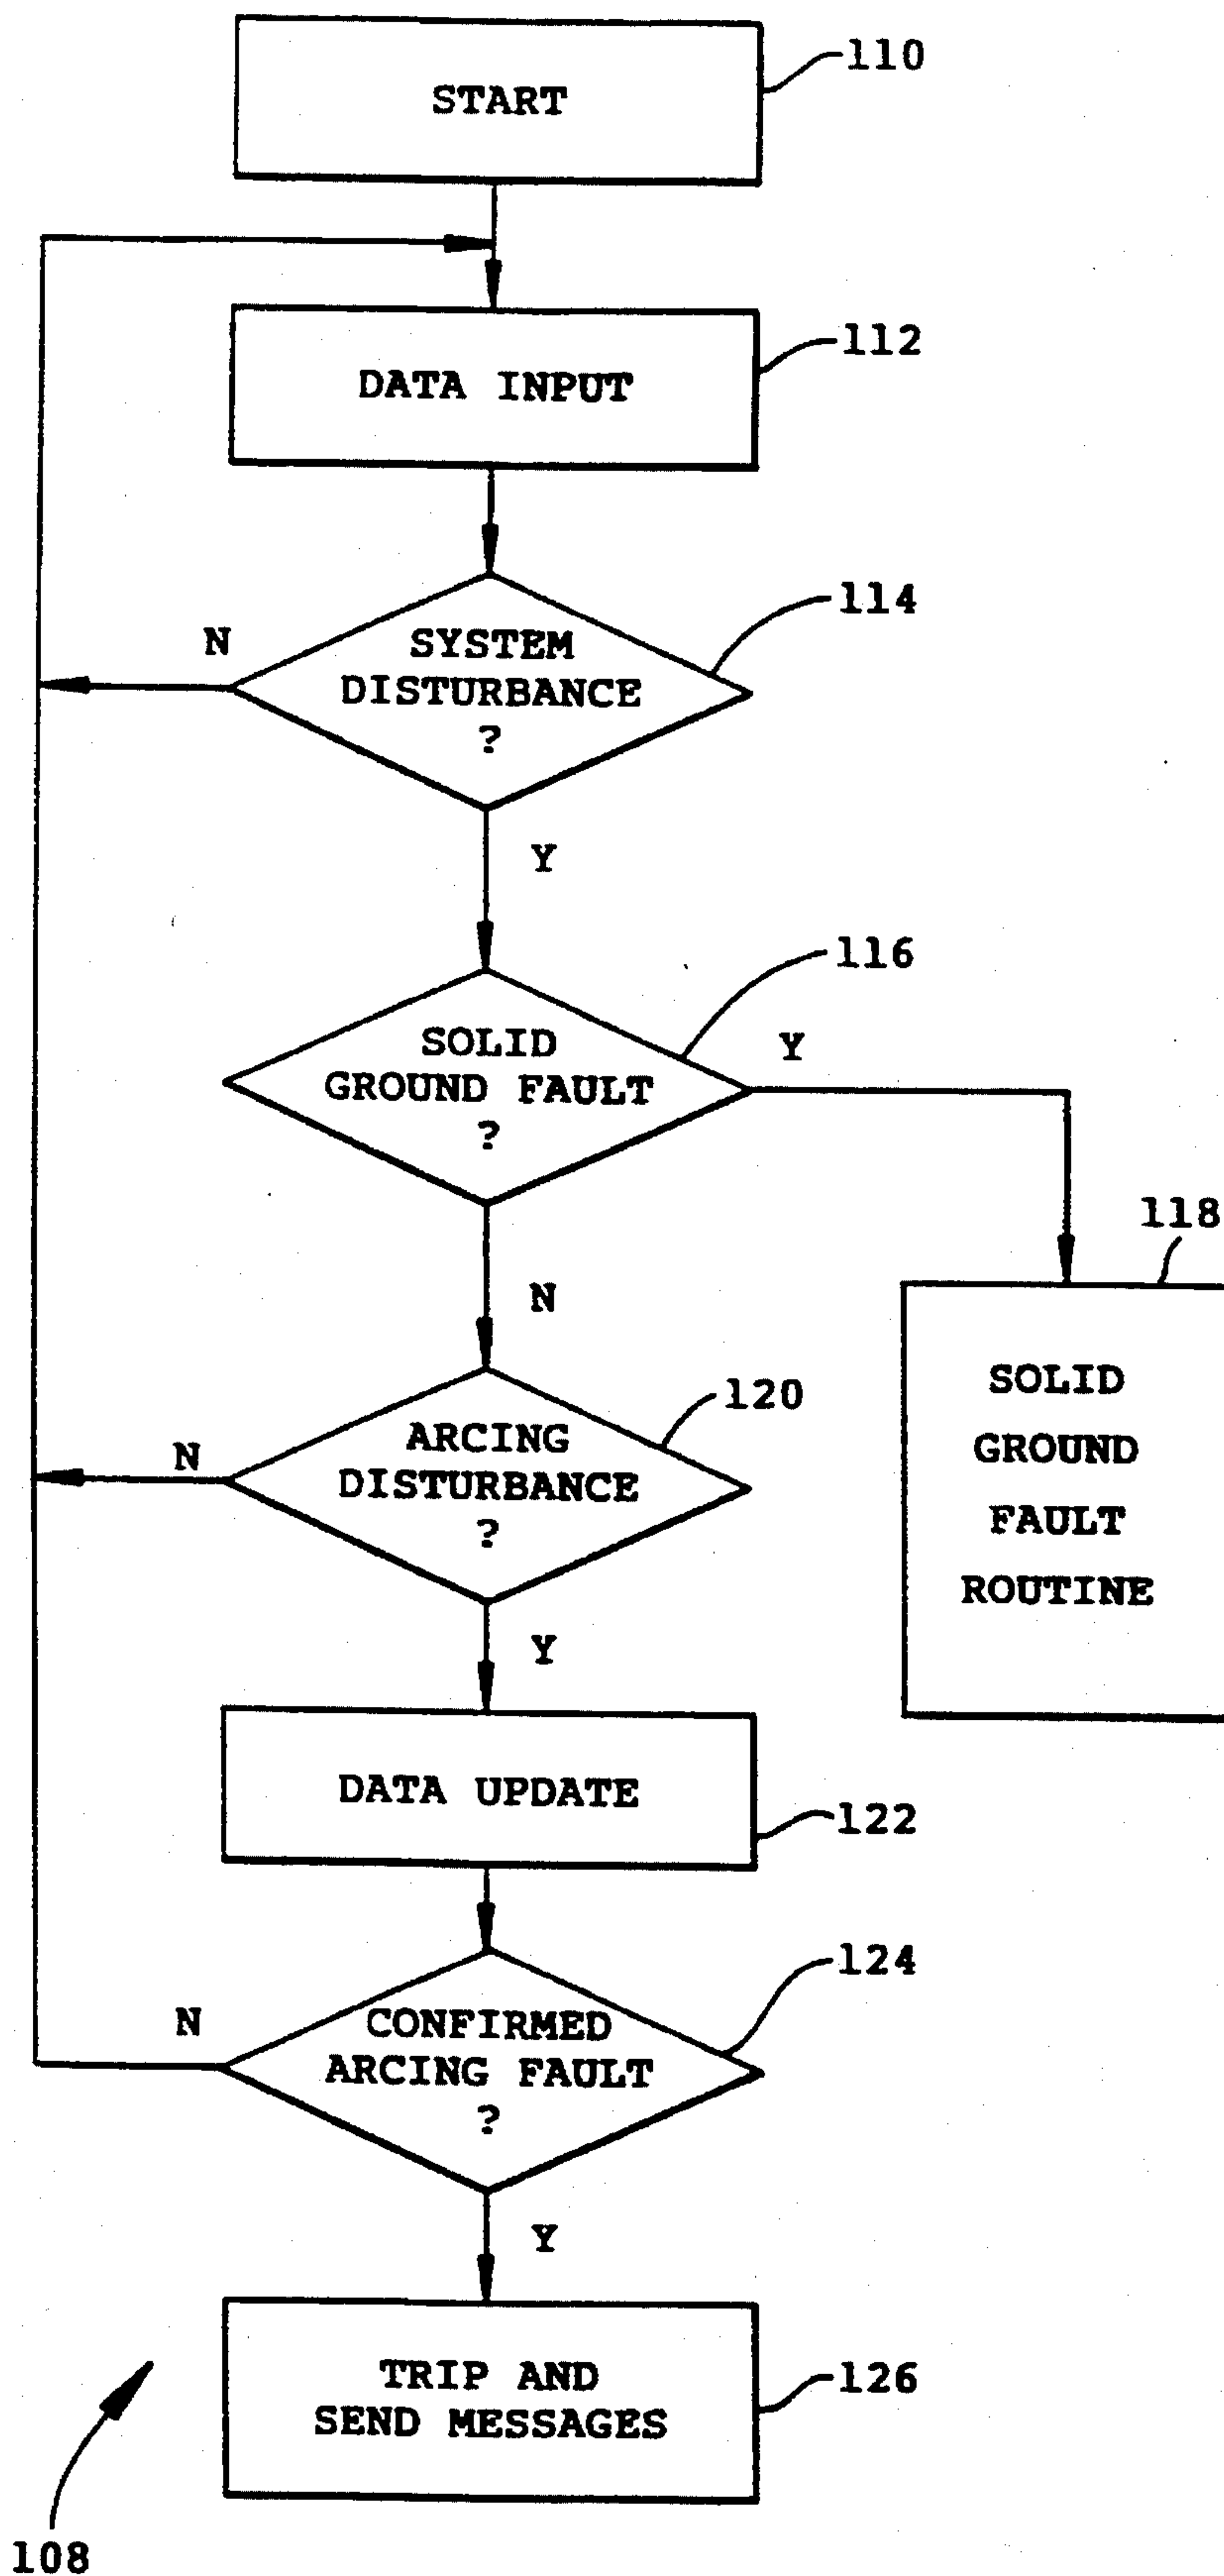 110
START
112
DATA INPUT
114
N
SYSTEM
DISTURBANCE
?
Y
116
SOLID
GROUND FAULT
?
Y
N
118
SOLID
GROUND
FAULT
ROUTINE
120
N
ARCING
DISTURBANCE
?
Y
DATA UPDATE
122
124
N
CONFIRMED
ARCING FAULT
?
Y
TRIP AND
SEND MESSAGES
126
108